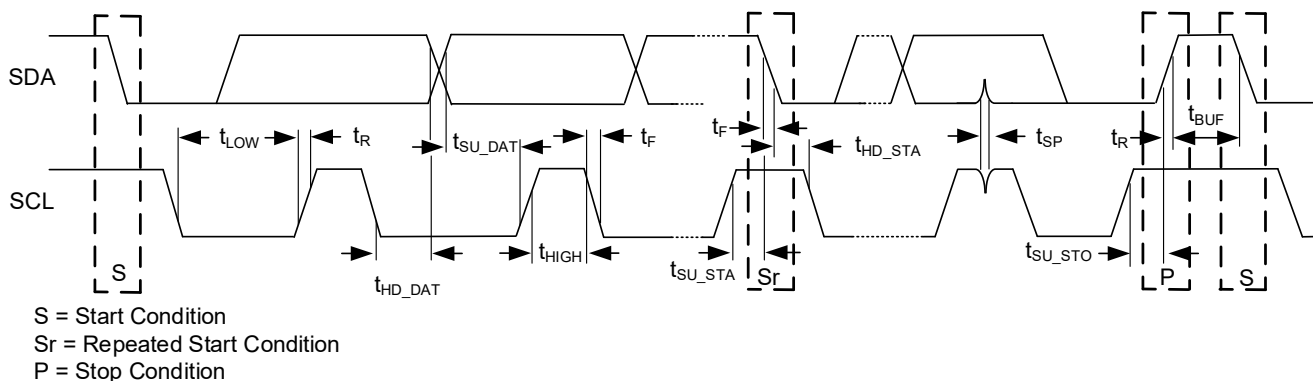 SDA
t_LOW
t_R
t_SU_DAT
t_F
t_F
t_HD_STA
t_SP
t_R
t_BUF
SCL
S
t_HD_DAT
t_HIGH
t_SU_STA
Sr
t_SU_STO
P
S
S = Start Condition
Sr = Repeated Start Condition
P = Stop Condition